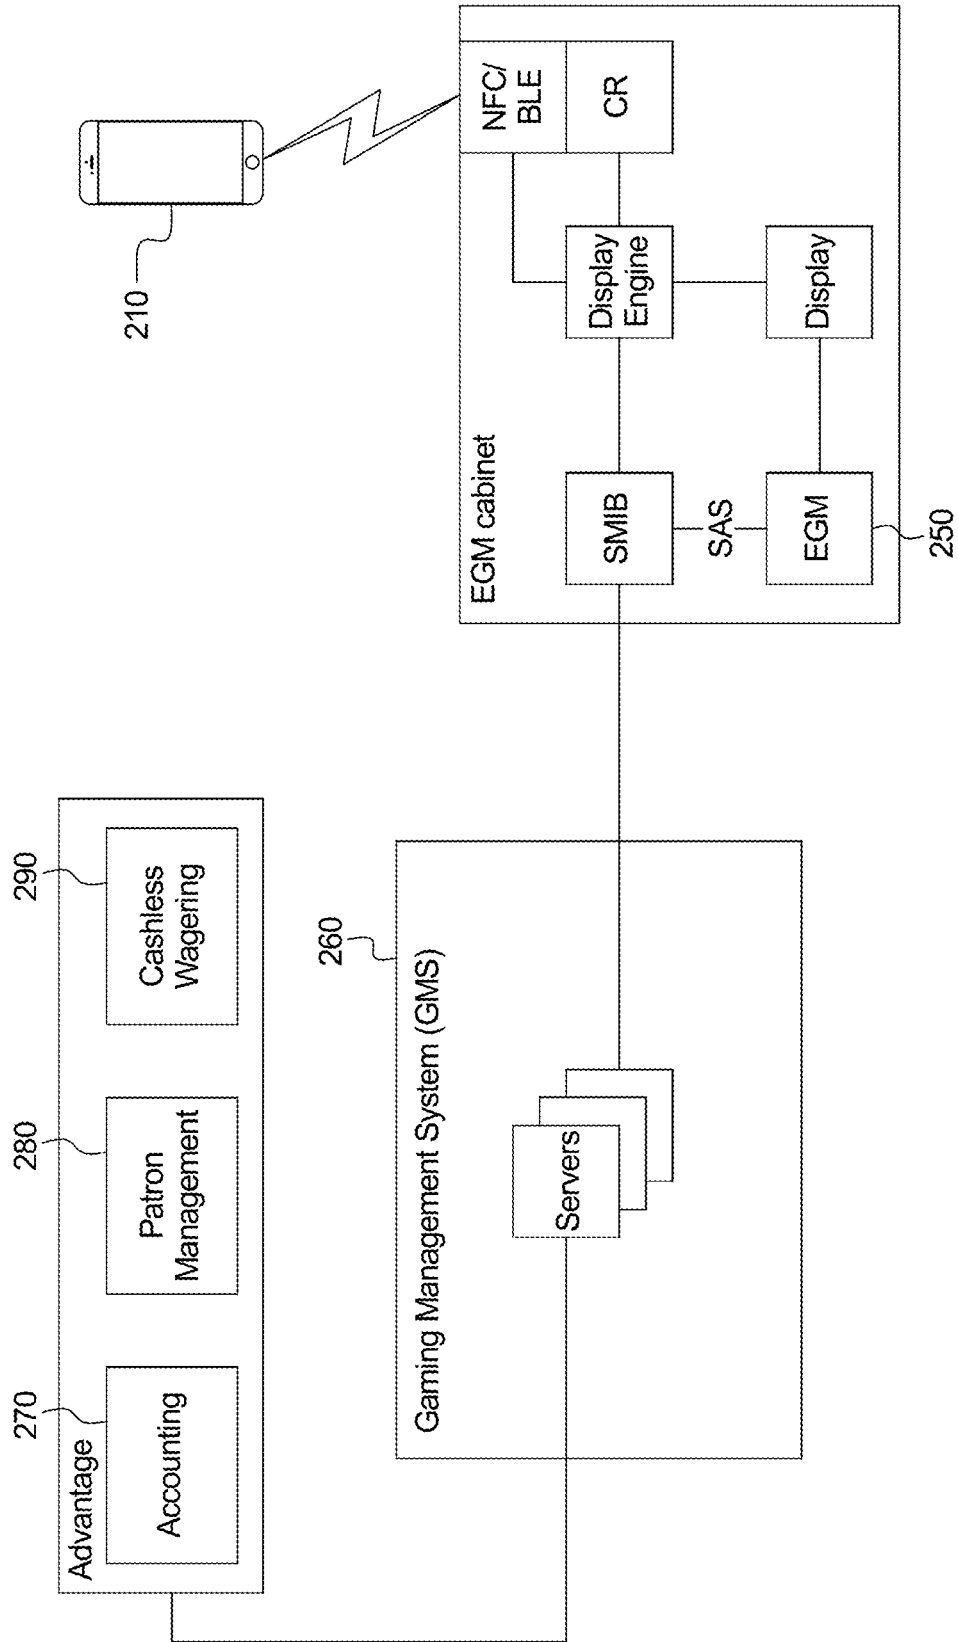 Advantage
270
Accounting
280
Patron
Management
290
Cashless
Wagering
210
260
Gaming Management System (GMS)
Servers
EGM cabinet
NFC/
BLE
CR
SMIB
Display
Engine
SAS
EGM
Display
250